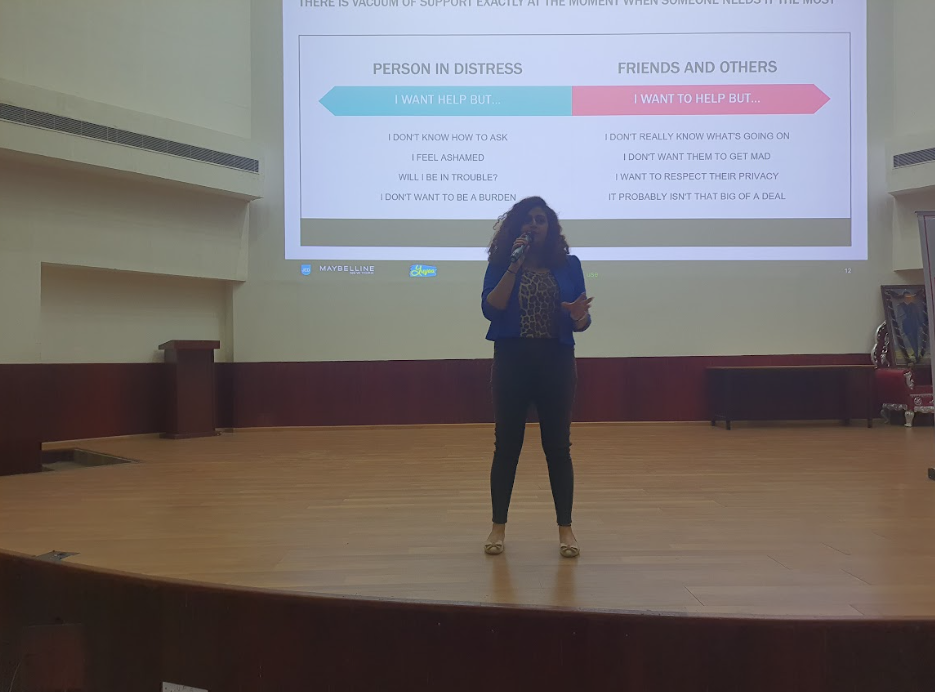 THERE IS VACUUM OF SUPPORT EXACTLY AT THE MOMENT WHEN SOMEONE NEEDS IT THE MOST
PERSON IN DISTRESS
FRIENDS AND OTHERS
I WANT HELP BUT...
I WANT TO HELP BUT...
I DON'T KNOW HOW TO ASK
I FEEL ASHAMED
WILL I BE IN TROUBLE?
I DON'T WANT TO BE A BURDEN
I DON'T REALLY KNOW WHAT'S GOING ON
I DON'T WANT THEM TO GET MAD
I WANT TO RESPECT THEIR PRIVACY
IT PROBABLY ISN'T THAT BIG OF A DEAL
MAYBELLINE
12